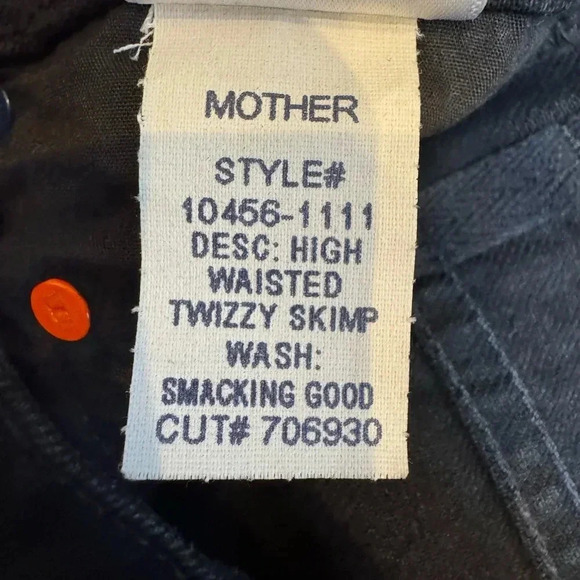 MOTHER
STYLE#
10456-1111
DESC: HIGH
WAISTED
TWIZZY SKIMP
WASH:
SMACKING GOOD
CUT# 706930